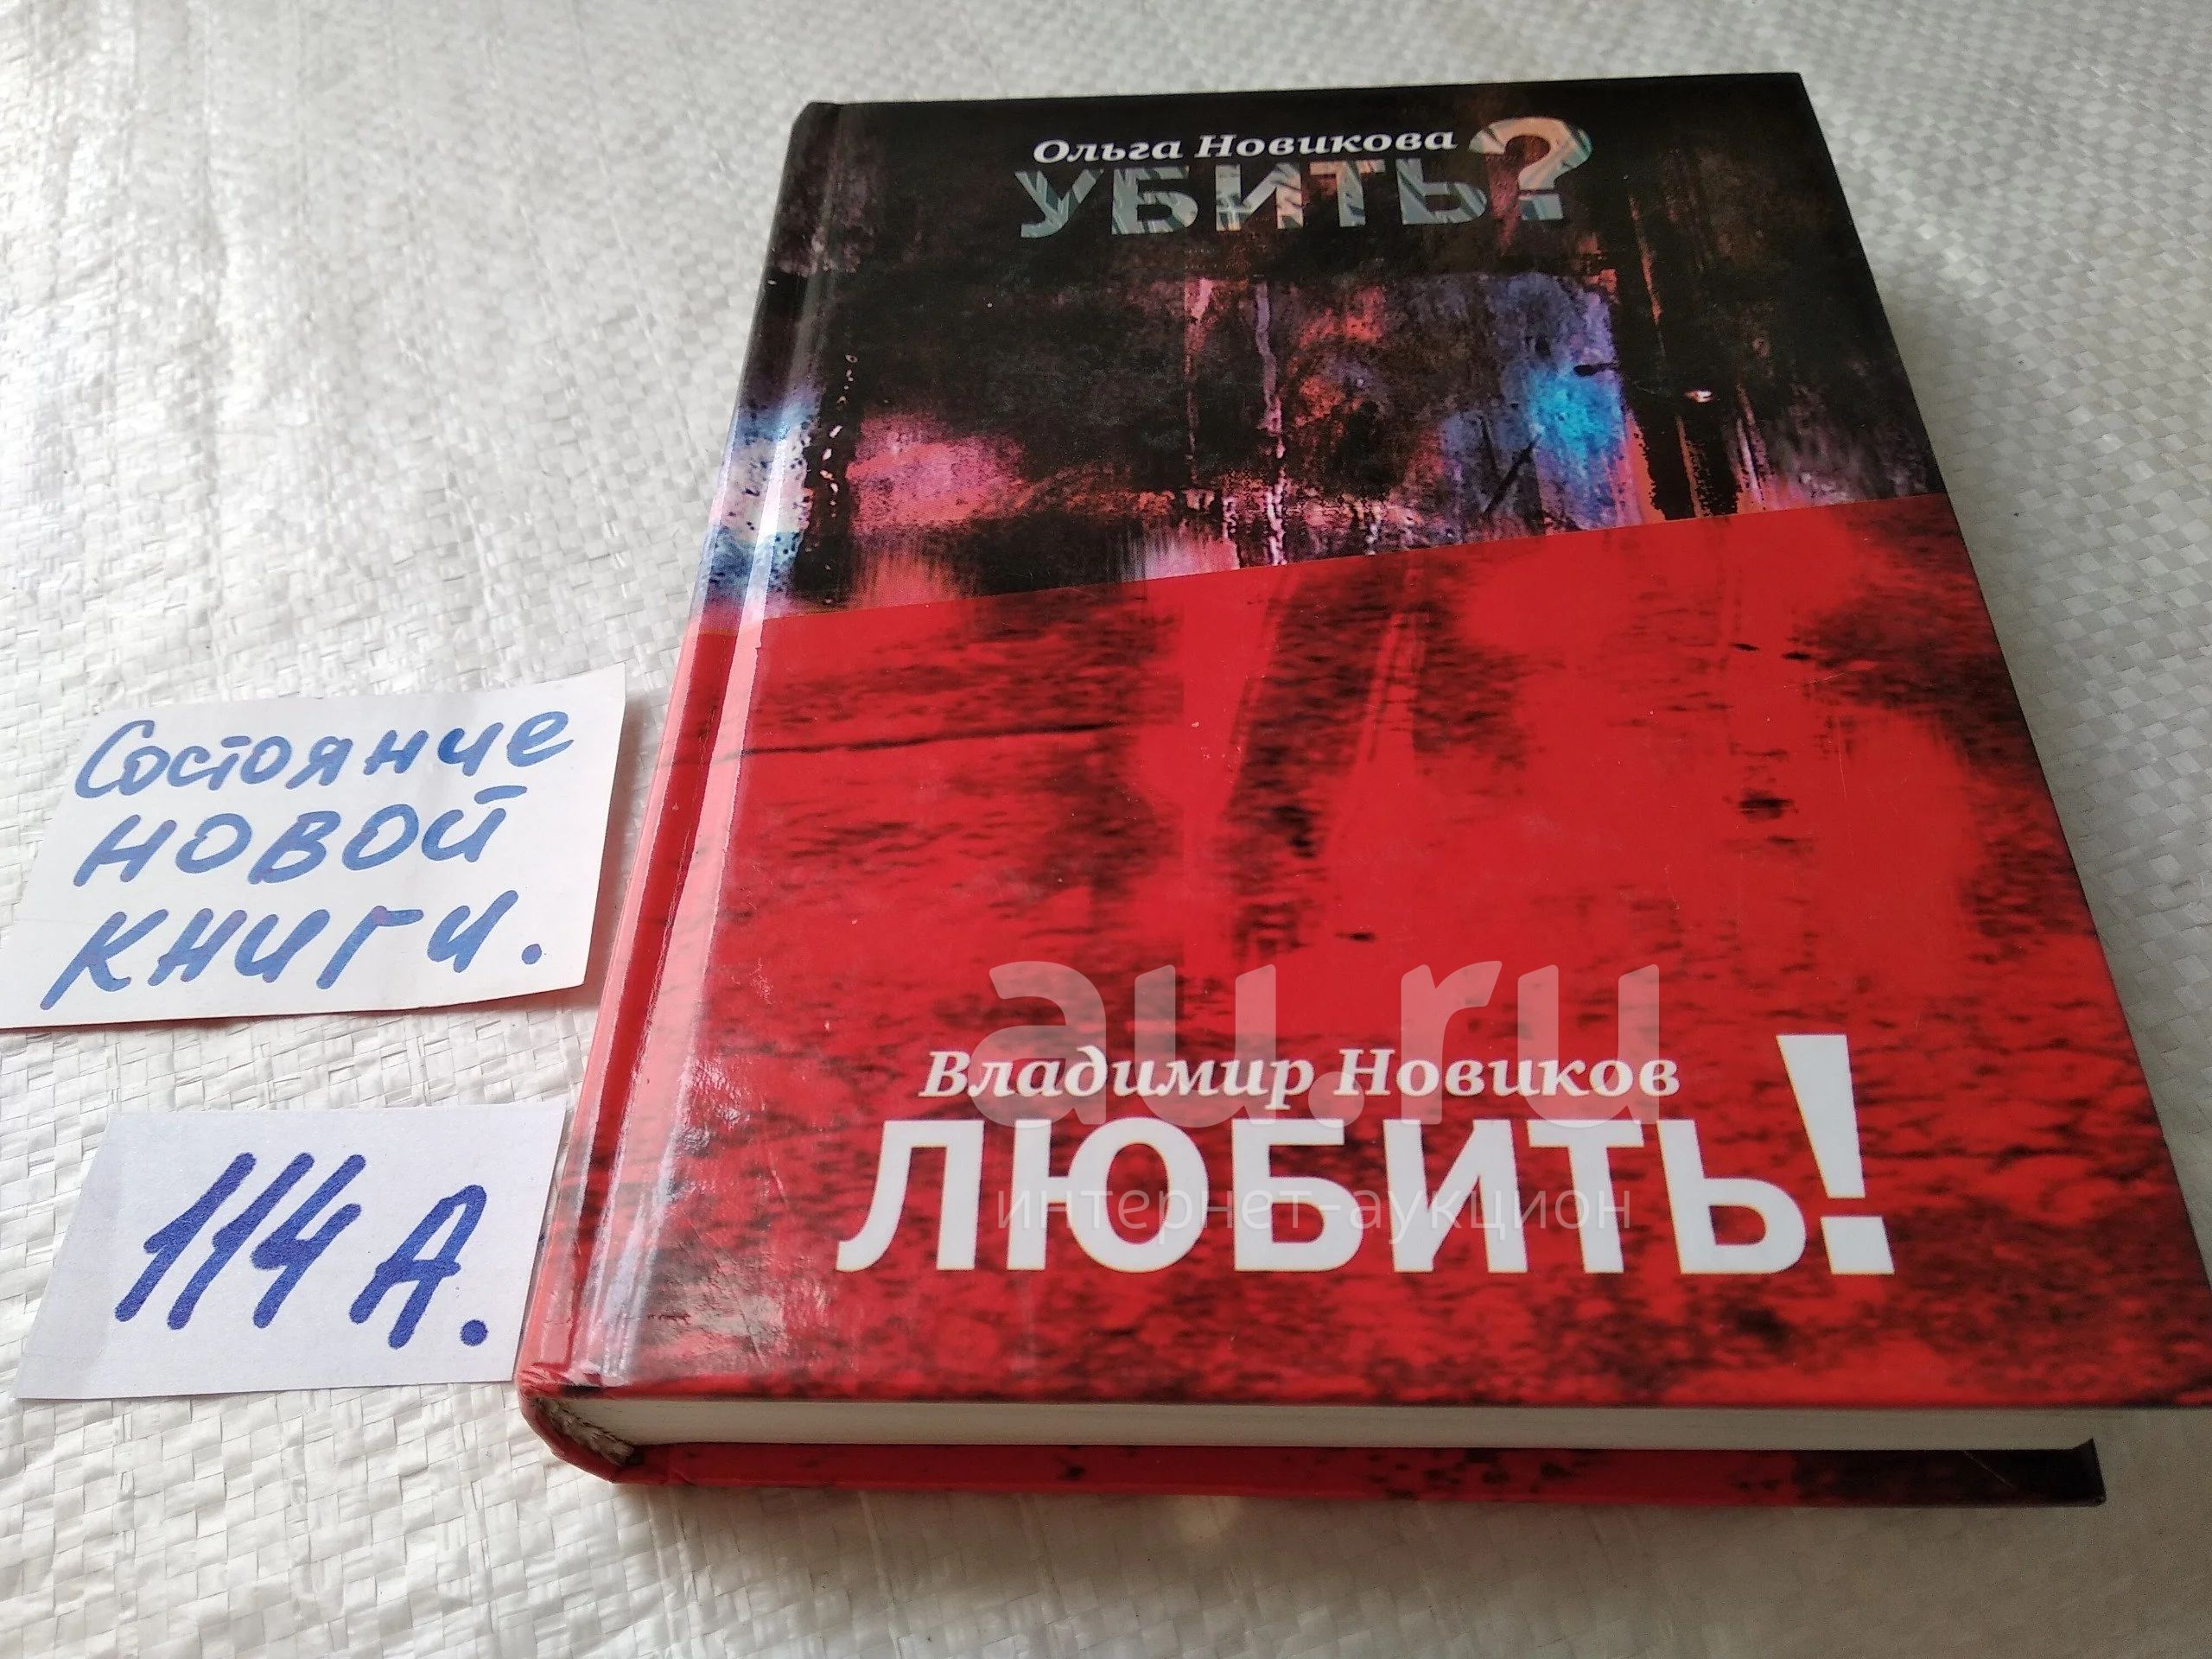 Ольга Новикова
УБИТЬ?
Состояние
новой
книги.
au.ru
Владимир Новиков
ЛЮБИТЬ!
интернет-аукцион
114 А.